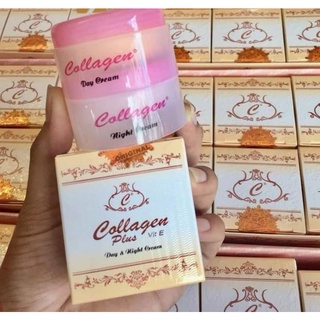 Collagen
Day Cream
Collagen
Night Cream
ORIGINAL
C
Collagen
Plus Vit E
Day & Night Cream
C
C
C
C
C